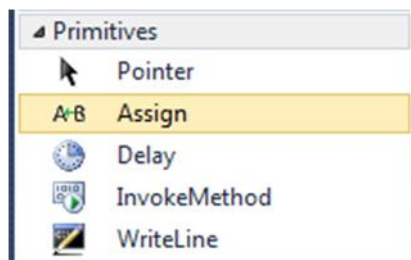 Primitives
Pointer
A←B Assign
Delay
InvokeMethod
WriteLine